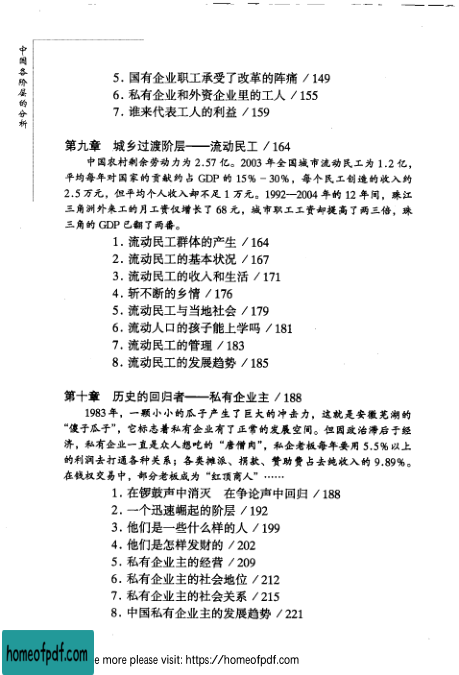 中国各阶层的分析
5. 国有企业职工承受了改革的阵痛 / 149
6. 私有企业和外资企业里的工人 / 155
7. 谁来代表工人的利益 / 159
第九章 城乡过渡阶层——流动民工 / 164
中国农村剩余劳动力为 2.57 亿。2003 年全国城市流动民工为 1.2 亿,
平均每年对国家的贡献约占 GDP 的 15%－30%, 每个民工创造的收入约
2.5 万元, 但平均个人收入却不足 1 万元。1992—2004 年的 12 年间, 珠江
三角洲外来工的月工资仅增长了 68 元, 城市职工工资却提高了两三倍, 珠
三角的 GDP 已翻了两番。
1. 流动民工群体的产生 / 164
2. 流动民工的基本状况 / 167
3. 流动民工的收入和生活 / 171
4. 斩不断的乡情 / 176
5. 流动民工与当地社会 / 179
6. 流动人口的孩子能上学吗 / 181
7. 流动民工的管理 / 183
8. 流动民工的发展趋势 / 185
第十章 历史的回归者——私有企业主 / 188
1983 年, 一颗小小的瓜子产生了巨大的冲击力, 这就是安徽芜湖的
“傻子瓜子”, 它标志着私有企业有了正常的发展空间。但因政治滞后于经
济, 私有企业一直是众人想吃的“唐僧肉”, 私企老板每年要用 5.5% 以上
的利润去打通各种关系; 各类摊派、捐款、赞助费占去纯收入的 9.89%。
在钱权交易中, 部分老板成为“红顶商人”……
1. 在锣鼓声中消灭 在争论声中回归 / 188
2. 一个迅速崛起的阶层 / 192
3. 他们是一些什么样的人 / 199
4. 他们是怎样发财的 / 202
5. 私有企业主的经营 / 209
6. 私有企业主的社会地位 / 212
7. 私有企业主的社会关系 / 215
8. 中国私有企业主的发展趋势 / 221
homeofpdf.com
e more please visit: https://homeofpdf.com